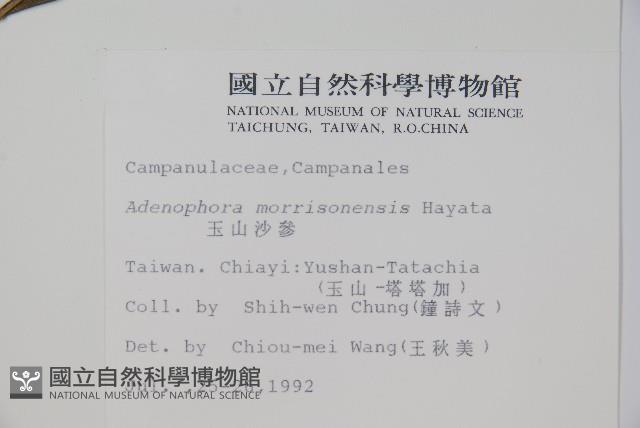 國立自然科學博物館
NATIONAL MUSEUM OF NATURAL SCIENCE
TAICHUNG, TAIWAN, R.O.CHINA
Campanulaceae,Campanales
Adenophora morrisonensis Hayata
玉山沙參
Taiwan. Chiayi:Yushan-Tatachia
(玉山-塔塔加)
Coll. by Shih-wen Chung(鐘詩文)
Det. by Chiou-mei Wang(王秋美)
1992
國立自然科學博物館
NATIONAL MUSEUM OF NATURAL SCIENCE